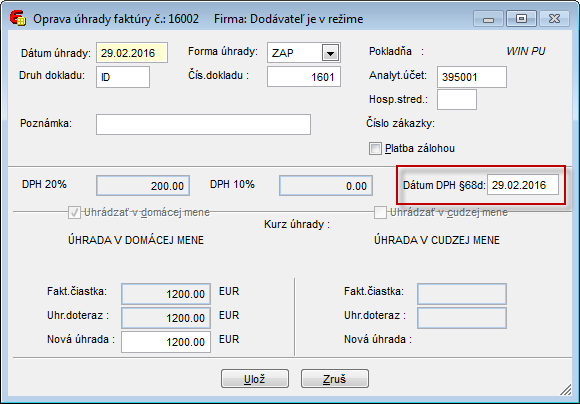 Oprava úhrady faktúry č.: 16002 Firma: Dodávateľ je v režime
Dátum úhrady: 29.02.2016 Forma úhrady: ZAP Pokladňa : WIN PU
Druh dokladu: ID Čís.dokladu : 1601 Analyt.účet: 395001
Hosp.stred.:
Poznámka: Číslo zákazky:
Platba zálohou
DPH 20% 200.00 DPH 10% 0.00 Dátum DPH §68d: 29.02.2016
Uhrádzať v domácej mene Uhrádzať v cudzej mene
Kurz úhrady :
ÚHRADA V DOMÁCEJ MENE ÚHRADA V CUDZEJ MENE
Fakt.čiastka: 1200.00 EUR Fakt.čiastka:
Uhr.doteraz : 1200.00 EUR Uhr.doteraz :
Nová úhrada : 1200.00 EUR Nová úhrada :
Ulož Zruš